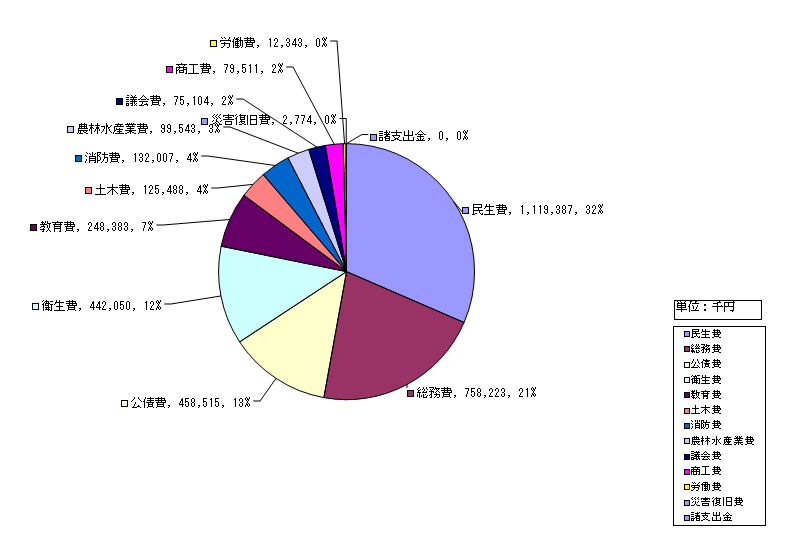 労働費, 12,343, 0%
商工費, 79,511, 2%
議会費, 75,104, 2%
災害復旧費, 2,774, 0%
農林水産業費, 99,543, 3%
諸支出金, 0, 0%
消防費, 132,007, 4%
土木費, 125,488, 4%
民生費, 1,119,387, 32%
教育費, 248,383, 7%
衛生費, 442,050, 12%
公債費, 458,515, 13%
総務費, 758,223, 21%
単位：千円
民生費
総務費
公債費
衛生費
教育費
土木費
消防費
農林水産業費
議会費
商工費
労働費
災害復旧費
諸支出金